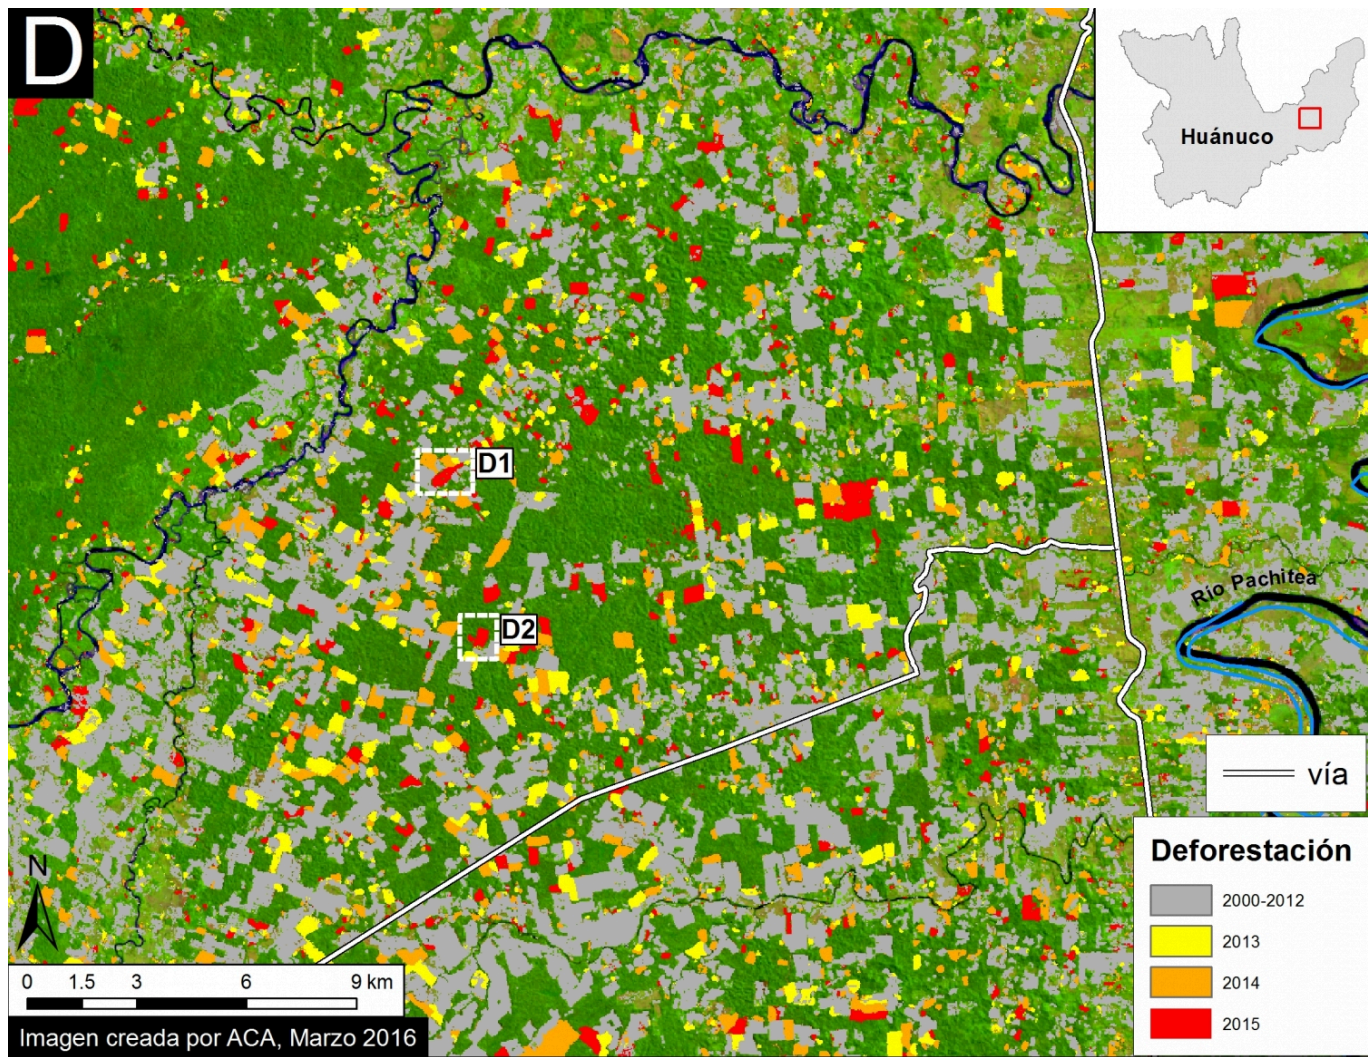 D
Huánuco
D1
D2
Río Pachitea
vía
Deforestación
2000-2012
2013
2014
2015
N
0 1.5 3 6 9 km
Imagen creada por ACA, Marzo 2016